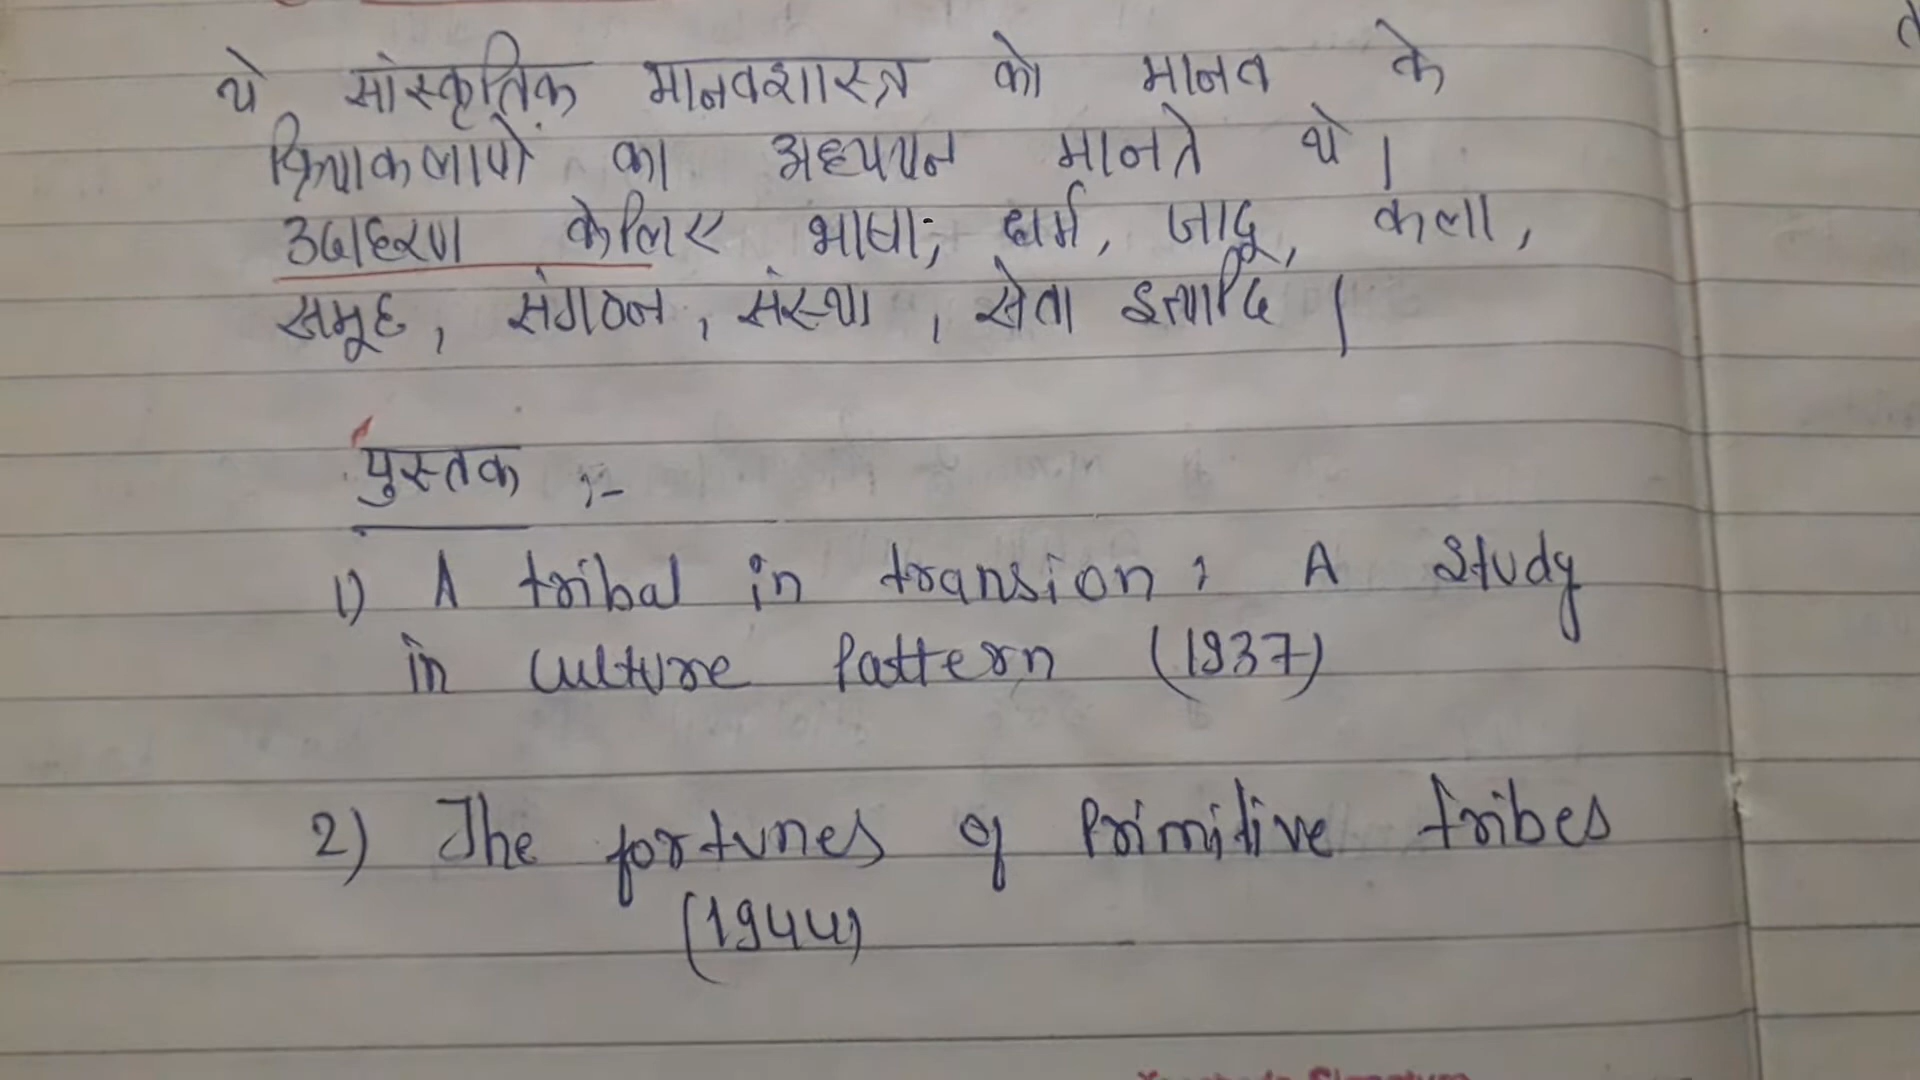 ये सांस्कृतिक मानवशास्त्र को मानव के
क्रियाकलापों का अध्ययन मानते थे |
उदाहरण केलिए भाषा, धर्म, जादू, कला,
समूह, संगठन, संस्था, सेवा इत्यादि |
पुस्तक :-
1) A tribal in transion : A Study
in culture Pattern (1937)
2) The fortunes of Primitive tribes
(1944)